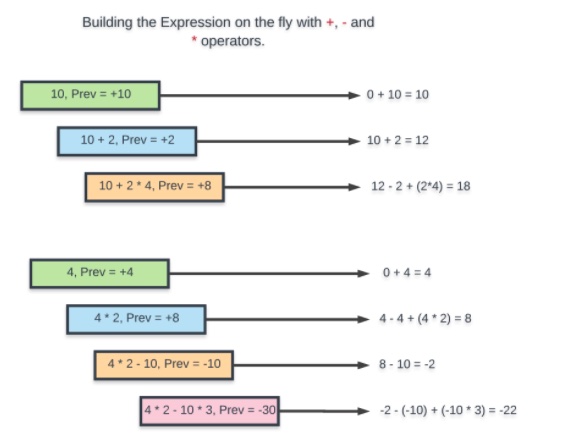 Building the Expression on the fly with +, - and
* operators.
10, Prev = +10
0 + 10 = 10
10 + 2, Prev = +2
10 + 2 = 12
10 + 2 * 4, Prev = +8
12 - 2 + (2*4) = 18
4, Prev = +4
0 + 4 = 4
4 * 2, Prev = +8
4 - 4 + (4 * 2) = 8
4 * 2 - 10, Prev = -10
8 - 10 = -2
4 * 2 - 10 * 3, Prev = -30
-2 - (-10) + (-10 * 3) = -22